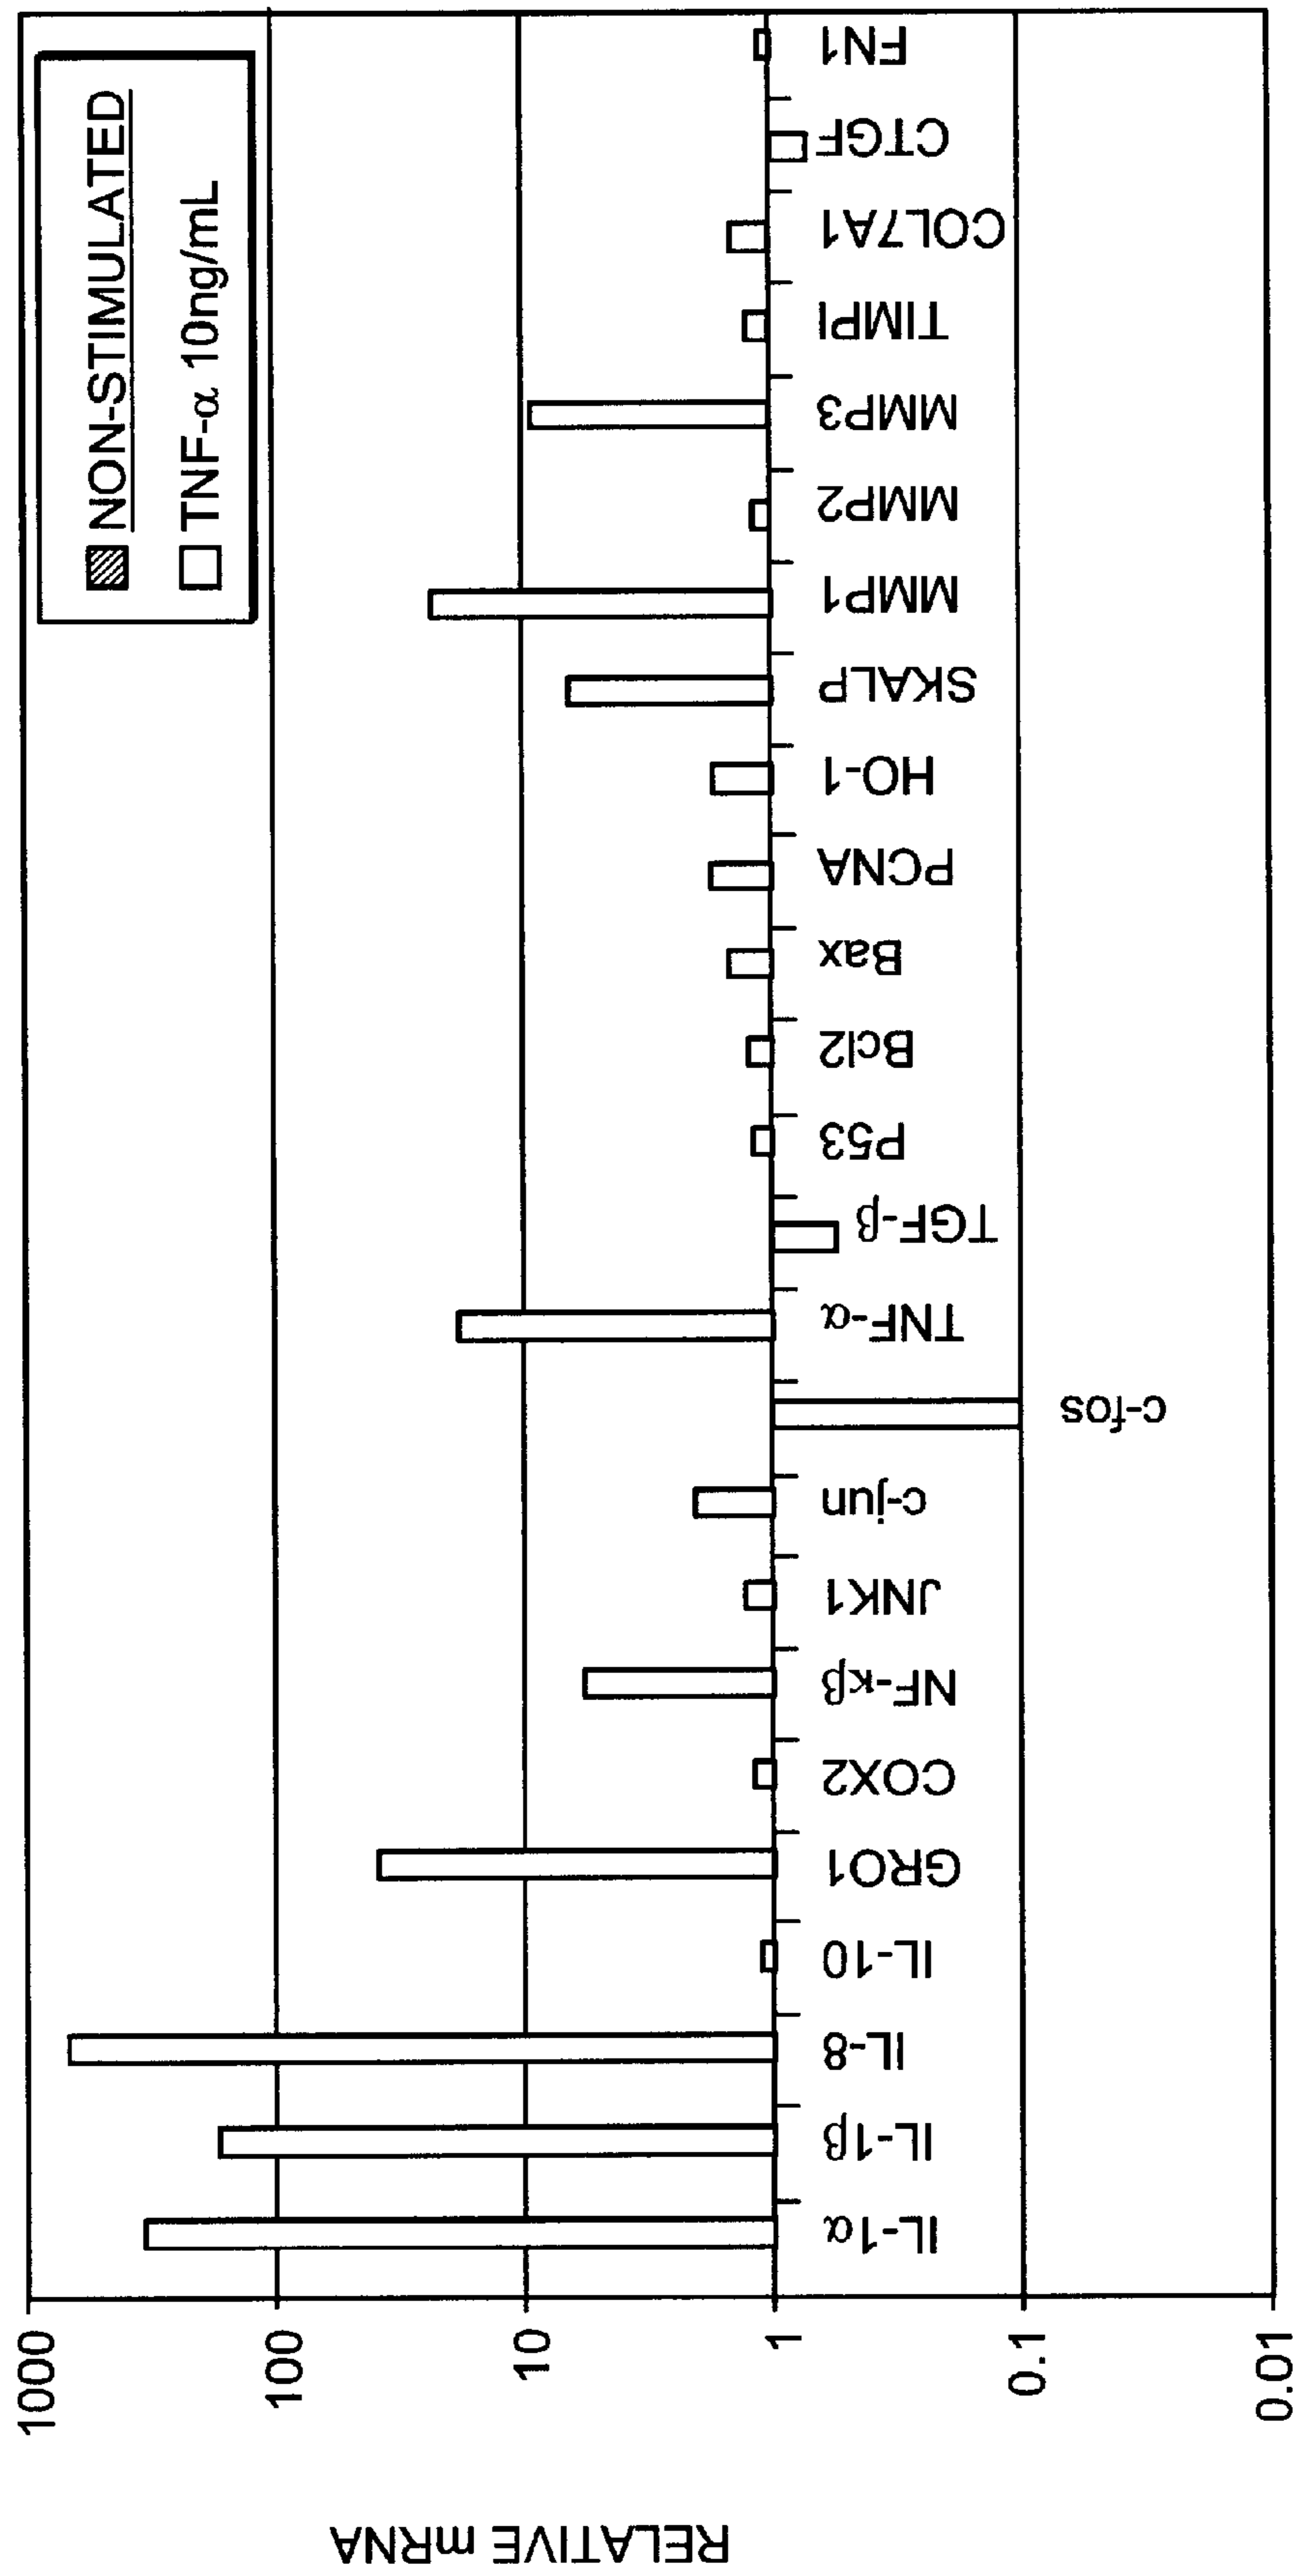 NON-STIMULATED
TNF-α 10ng/mL
RELATIVE mRNA
1000
100
10
1
0.1
0.01
IL-1α
IL-1β
IL-8
IL-10
GRO1
COX2
NF-κβ
JNK1
c-jun
c-fos
TNF-α
TGF-β
P53
Bcl2
Bax
PCNA
HO-1
SKALP
MMP1
MMP2
MMP3
TIMPI
COL7A1
CTGF
FN1